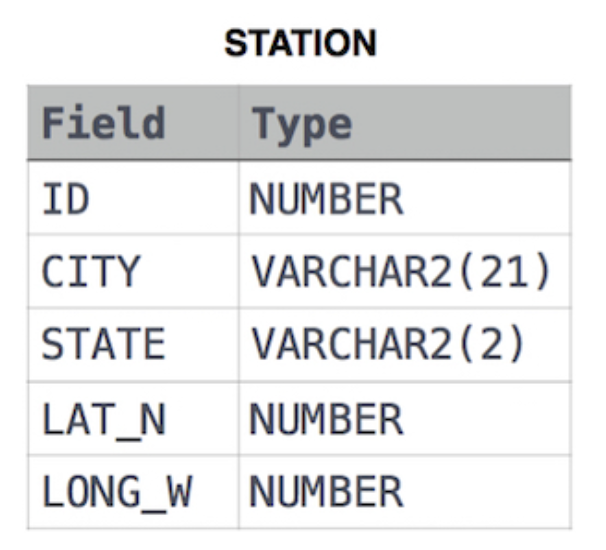 STATION
Field Type
ID NUMBER
CITY VARCHAR2(21)
STATE VARCHAR2(2)
LAT_N NUMBER
LONG_W NUMBER